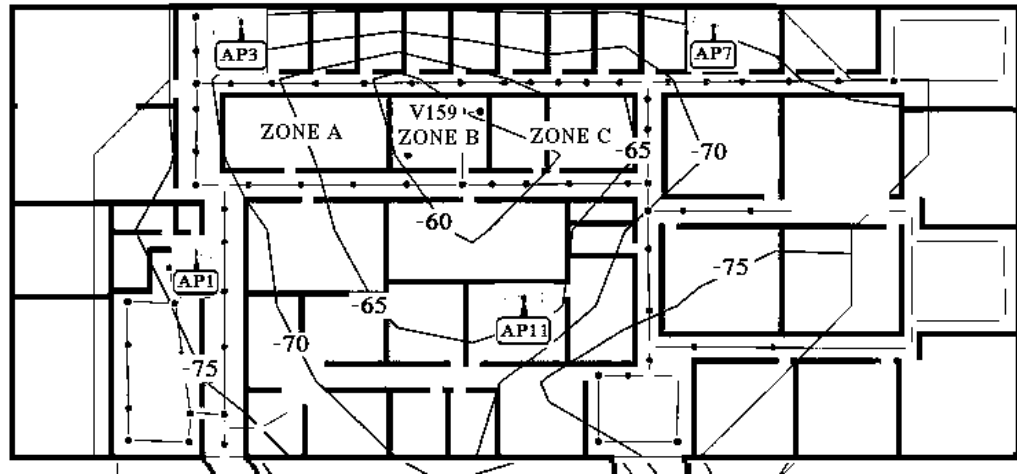 AP3
AP7
V159
ZONE A
ZONE B
ZONE C
-65
-70
-60
-75
AP1
-65
AP11
-70
-75